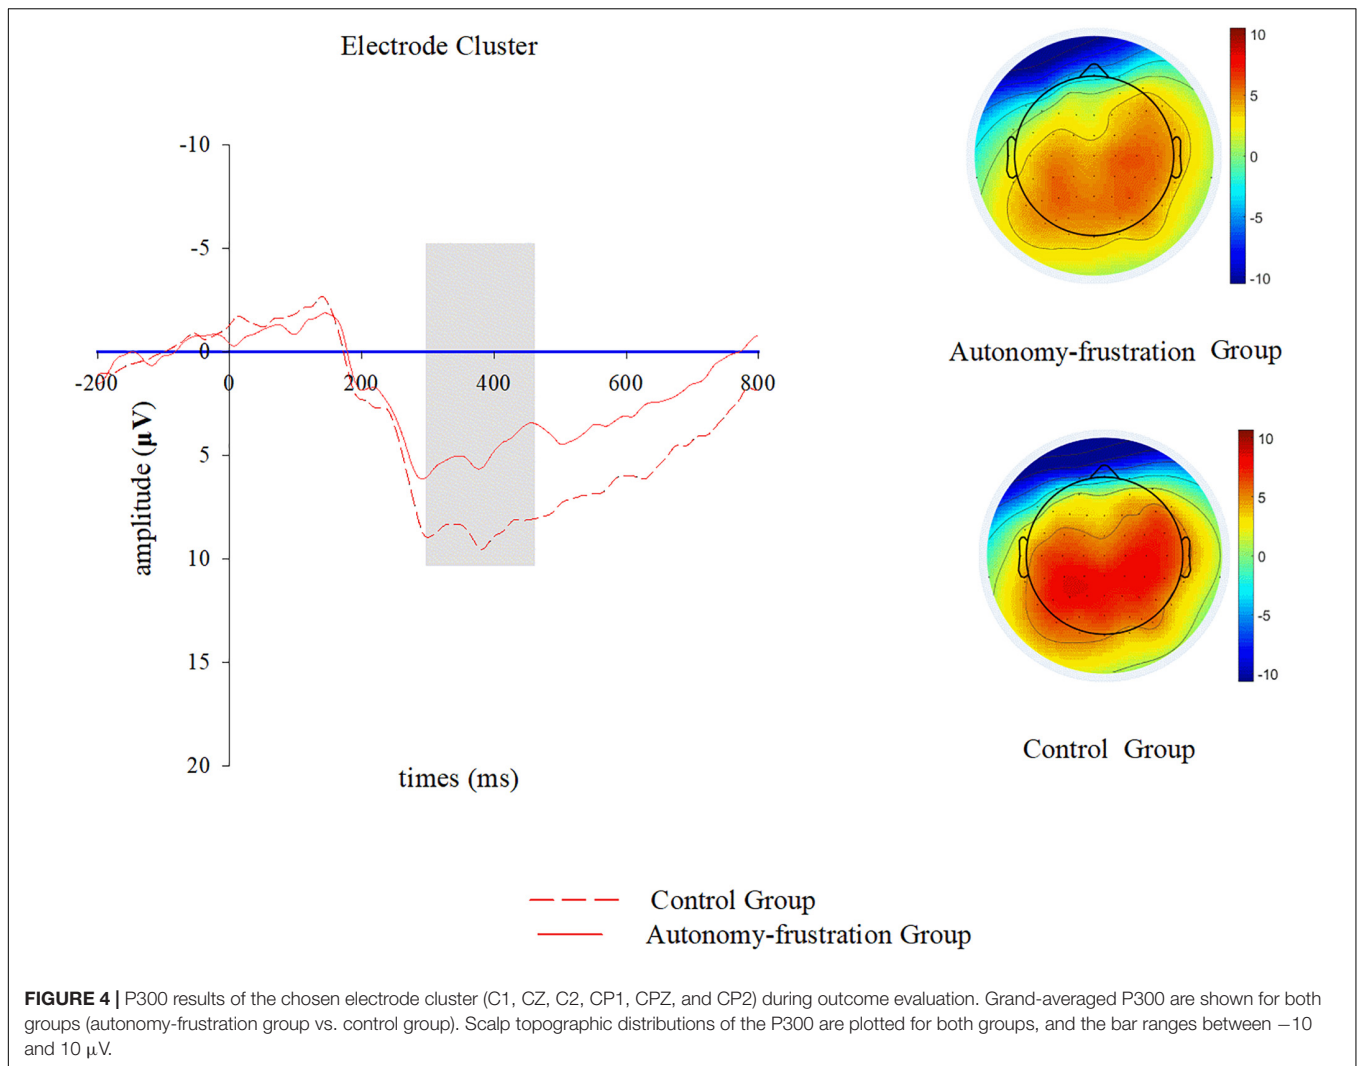 Electrode Cluster
-10
-5
0
5
10
15
20
-200
0
200
400
600
800
amplitude (µV)
times (ms)
10
5
0
-5
-10
Autonomy-frustration Group
10
5
0
-5
-10
Control Group
Control Group
Autonomy-frustration Group
FIGURE 4 | P300 results of the chosen electrode cluster (C1, CZ, C2, CP1, CPZ, and CP2) during outcome evaluation. Grand-averaged P300 are shown for both
groups (autonomy-frustration group vs. control group). Scalp topographic distributions of the P300 are plotted for both groups, and the bar ranges between −10
and 10 µV.